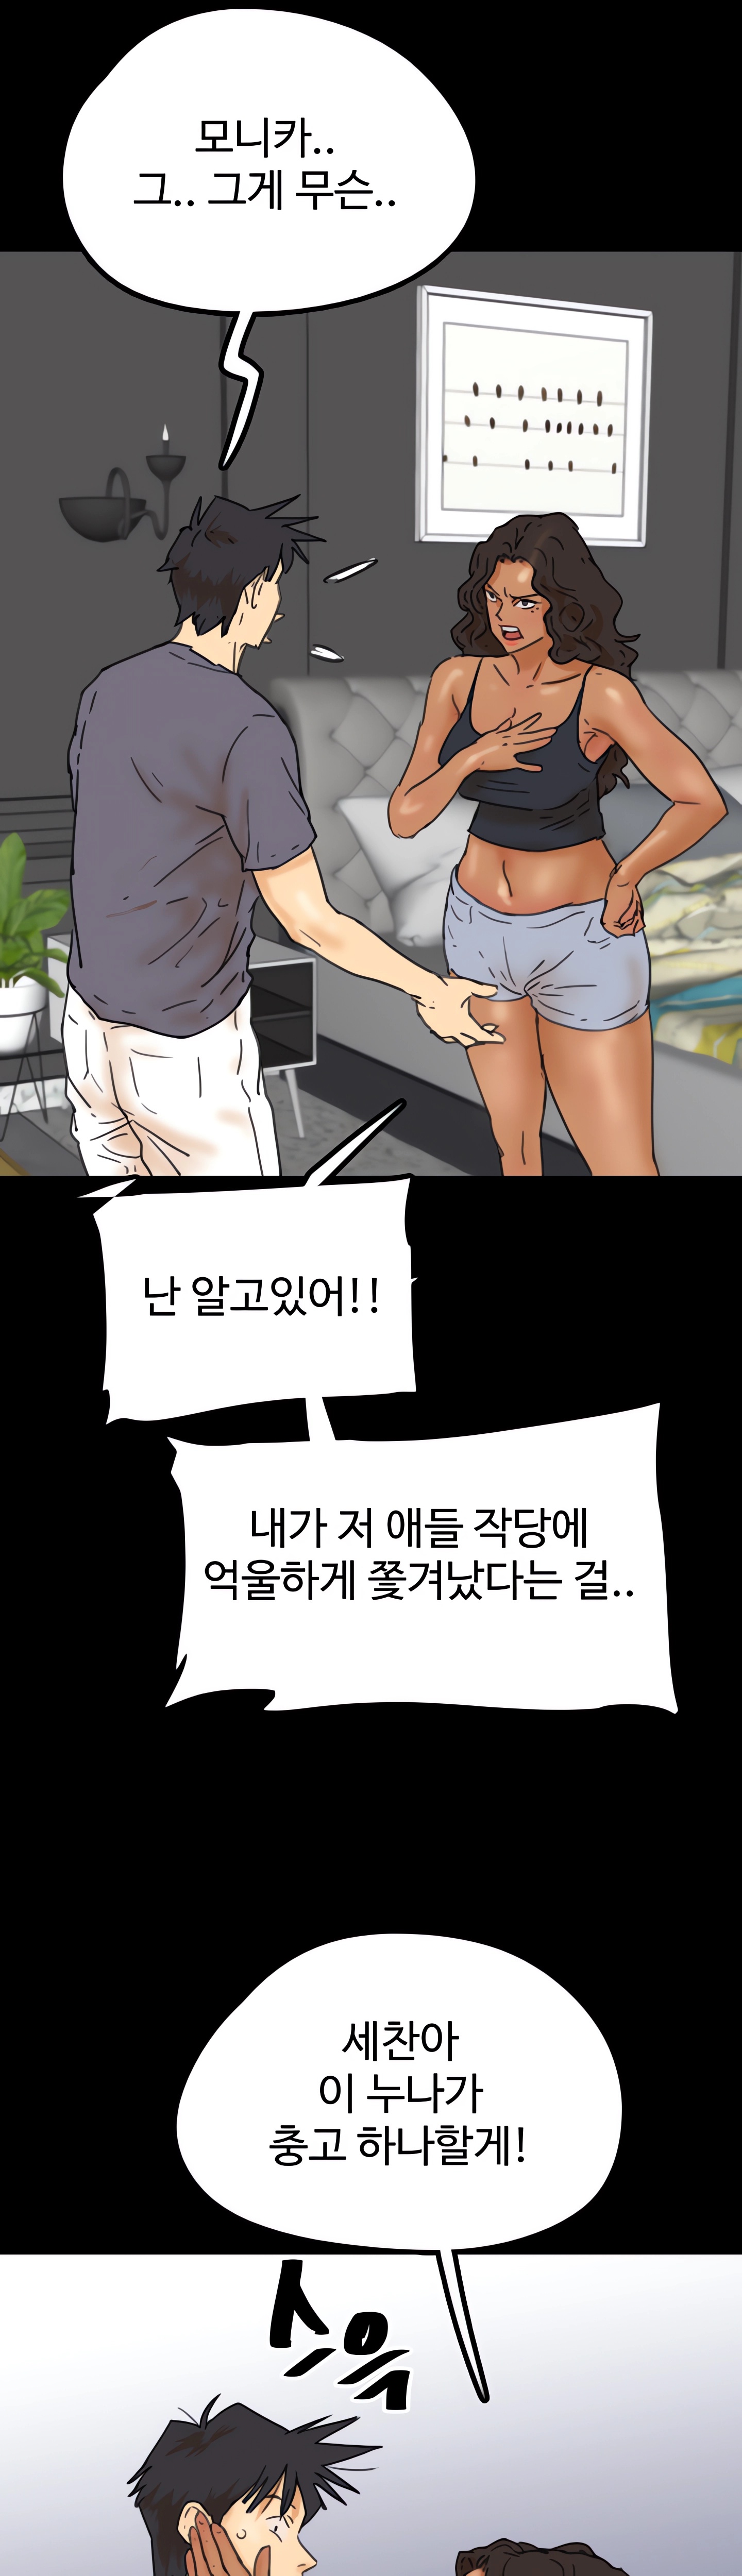 모니카..
그.. 그게 무슨..
난 알고있어!!
내가 저 애들 작당에
억울하게 쫓겨났다는 걸..
세찬아
이 누나가
충고 하나할게!
스윽